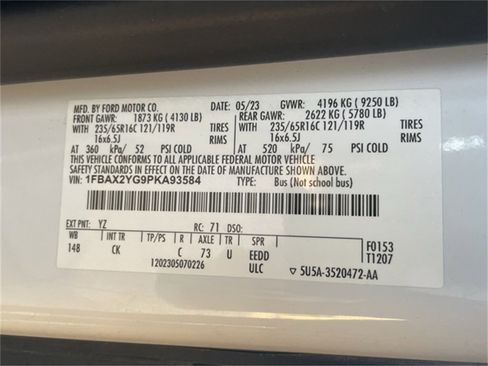 MFD. BY FORD MOTOR CO. DATE: 05/23 GVWR: 4196 KG ( 9250 LB)
FRONT GAWR: 1873 KG ( 4130 LB) REAR GAWR: 2622 KG ( 5780 LB)
WITH 235/65R16C 121/119R TIRES WITH 235/65R16C 121/119R TIRES
16x6.5J RIMS 16x6.5J RIMS
AT 360 kPa/ 52 PSI COLD AT 520 kPa/ 75 PSI COLD
THIS VEHICLE CONFORMS TO ALL APPLICABLE FEDERAL MOTOR VEHICLE
SAFETY STANDARDS IN EFFECT ON THE DATE OF MANUFACTURE SHOWN ABOVE.
VIN: 1FBAX2YG9PKA93584 TYPE: Bus (Not school bus)
EXT PNT: YZ RC: 71 DSO:
WB INT TR TP/PS R AXLE TR SPR F0153
148 CK C 73 U EEDD T1207
1202305070226 ULC ▽ 5U5A-3520472-AA